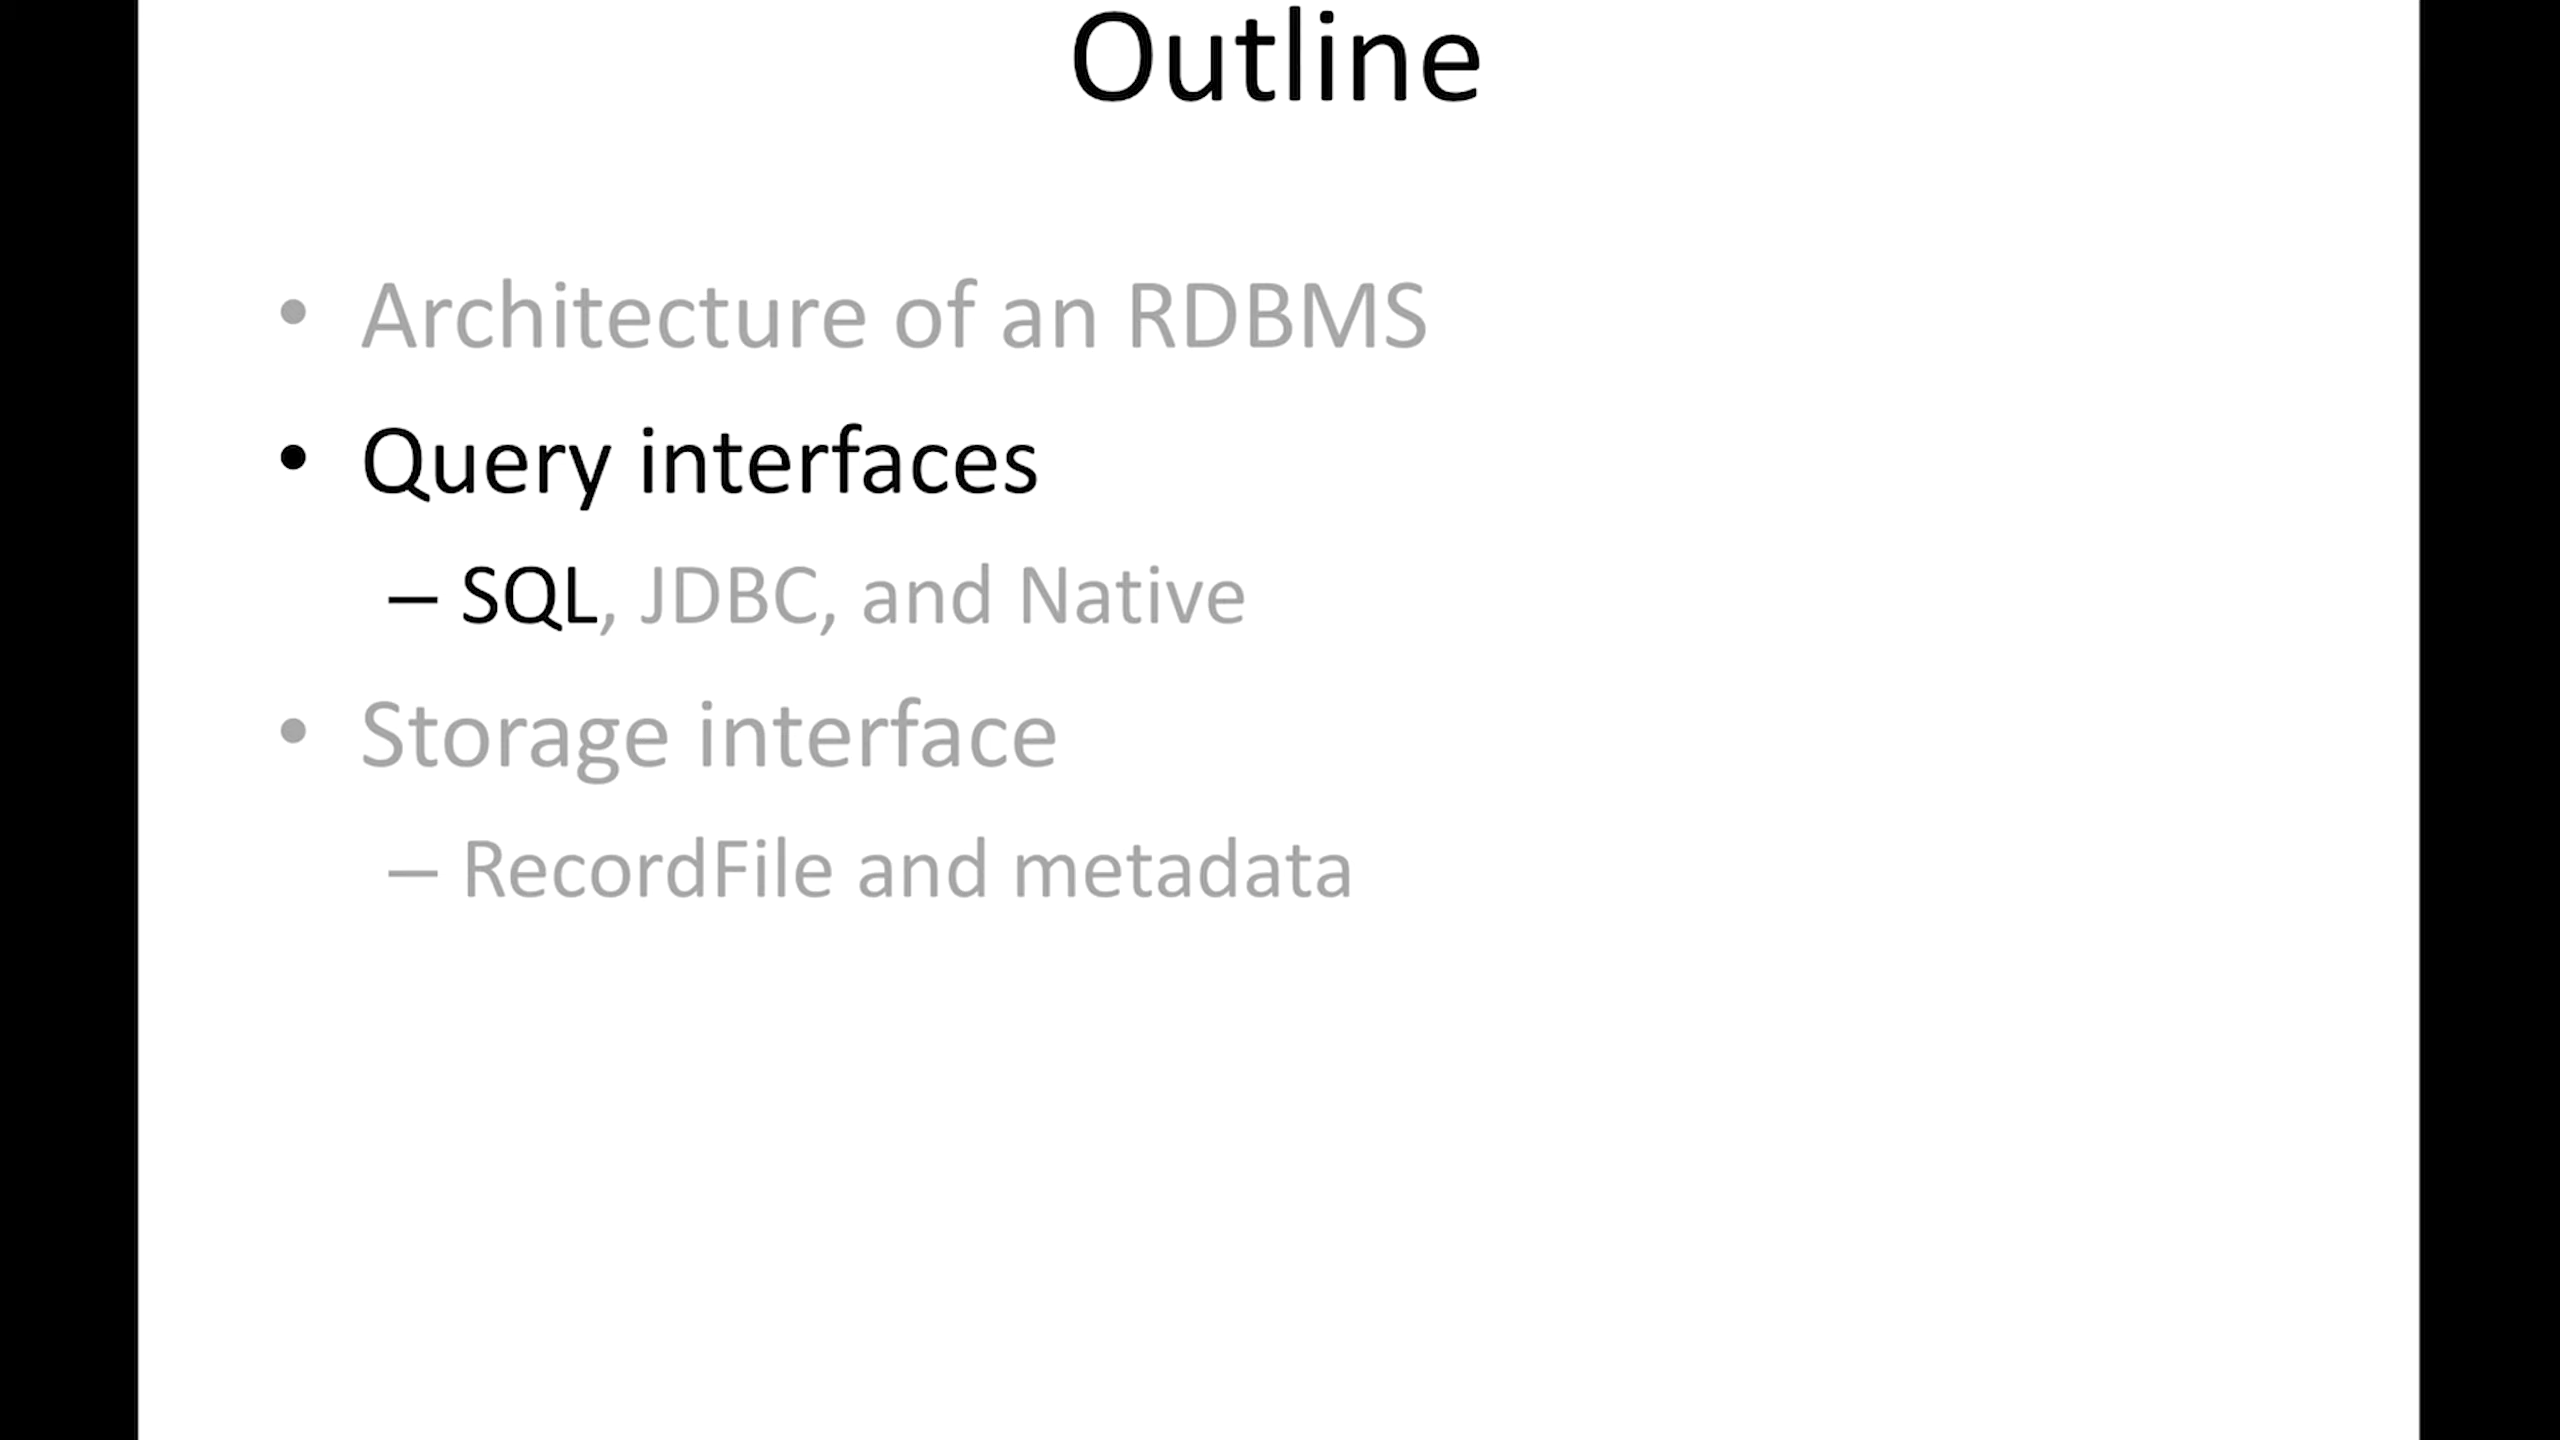 Outline
• Architecture of an RDBMS
• Query interfaces
– SQL, JDBC, and Native
• Storage interface
– RecordFile and metadata